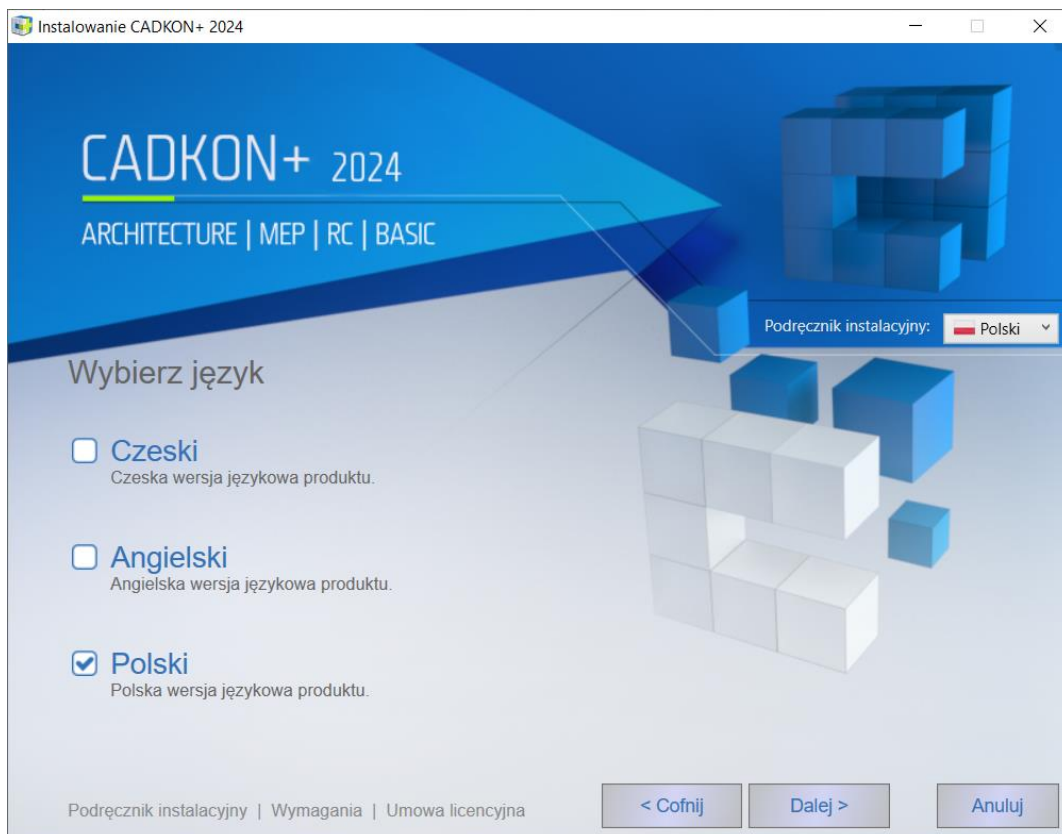 Instalowanie CADKON+ 2024
CADKON+ 2024
ARCHITECTURE | MEP | RC | BASIC
Podręcznik instalacyjny: Polski
Wybierz język
Czeski
Czeska wersja językowa produktu.
Angielski
Angielska wersja językowa produktu.
Polski
Polska wersja językowa produktu.
Podręcznik instalacyjny | Wymagania | Umowa licencyjna
< Cofnij Dalej > Anuluj